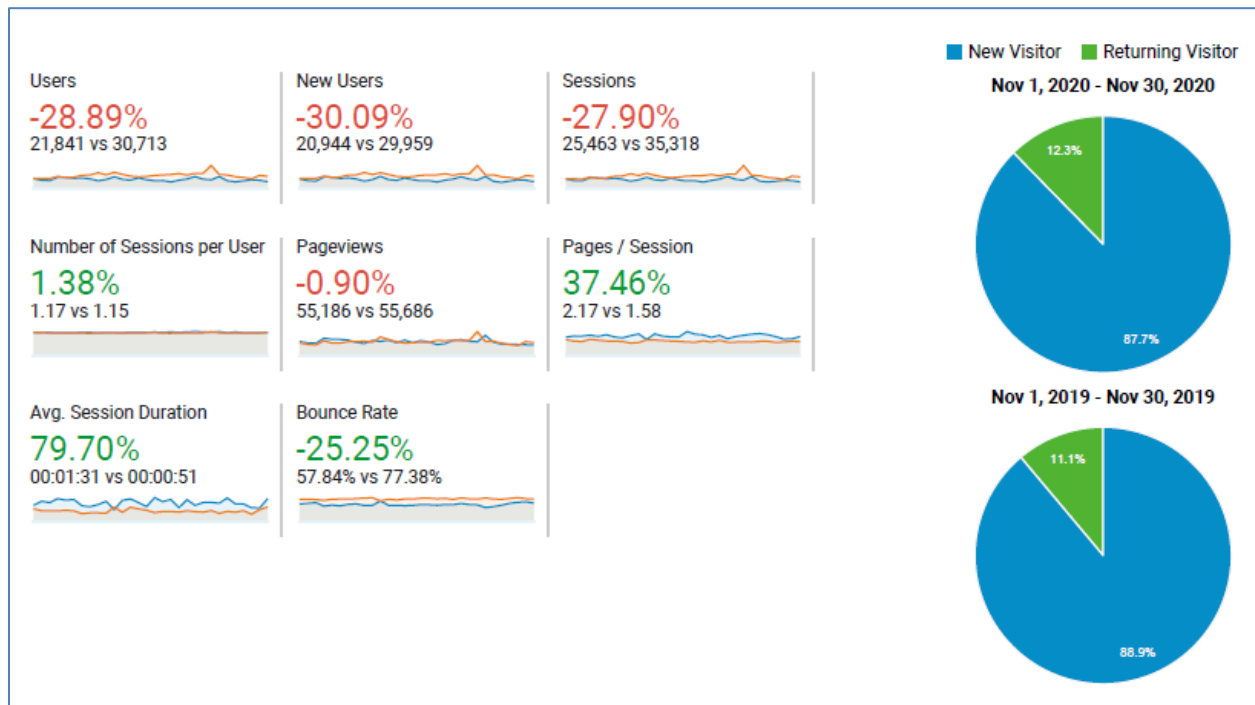 New Visitor Returning Visitor
Users
-28.89%
21,841 vs 30,713
New Users
-30.09%
20,944 vs 29,959
Sessions
-27.90%
25,463 vs 35,318
Number of Sessions per User
1.38%
1.17 vs 1.15
Pageviews
-0.90%
55,186 vs 55,686
Pages / Session
37.46%
2.17 vs 1.58
Avg. Session Duration
79.70%
00:01:31 vs 00:00:51
Bounce Rate
-25.25%
57.84% vs 77.38%
Nov 1, 2020 - Nov 30, 2020
12.3%
87.7%
Nov 1, 2019 - Nov 30, 2019
11.1%
88.9%